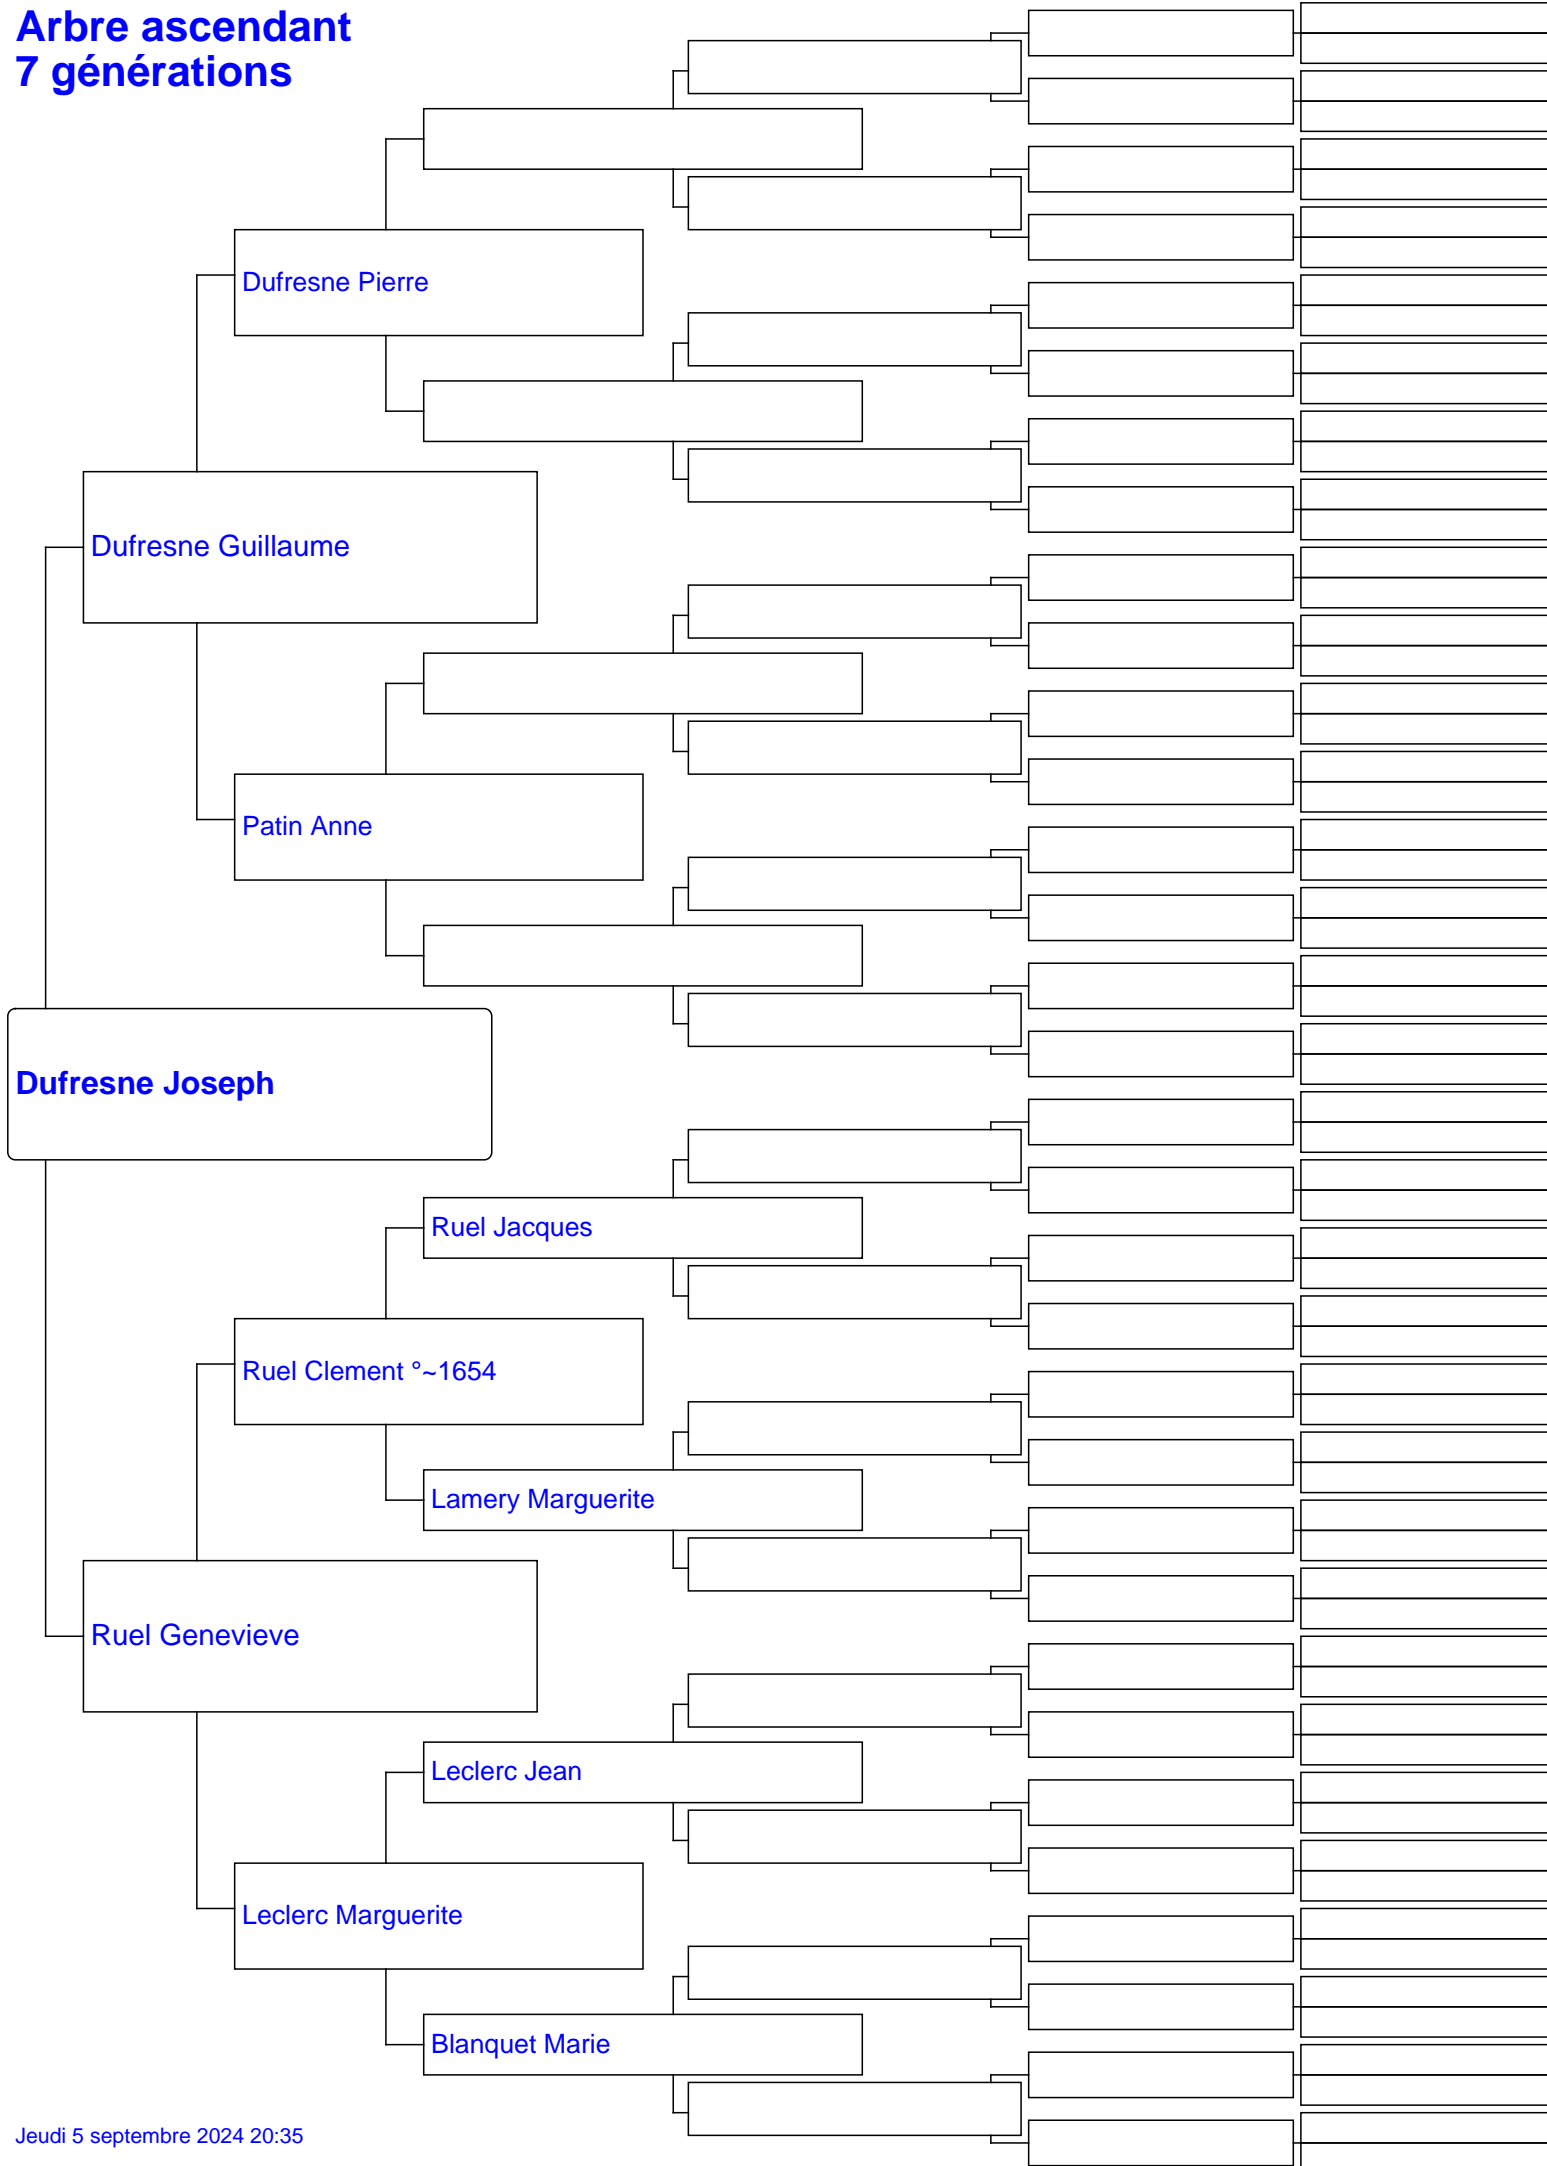 Arbre ascendant
7 générations
Dufresne Pierre
Dufresne Guillaume
Patin Anne
Dufresne Joseph
Ruel Jacques
Ruel Clement °~1654
Lamery Marguerite
Ruel Genevieve
Leclerc Jean
Leclerc Marguerite
Blanquet Marie
Jeudi 5 septembre 2024 20:35